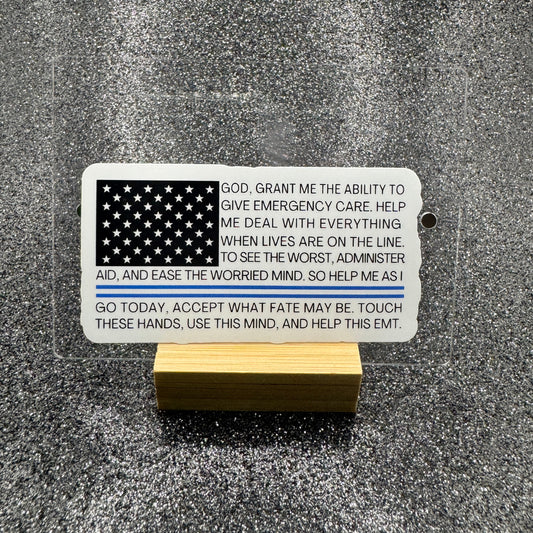 GOD, GRANT ME THE ABILITY TO
GIVE EMERGENCY CARE. HELP
ME DEAL WITH EVERYTHING
WHEN LIVES ARE ON THE LINE.
TO SEE THE WORST, ADMINISTER
AID, AND EASE THE WORRIED MIND. SO HELP ME AS I
GO TODAY, ACCEPT WHAT FATE MAY BE. TOUCH
THESE HANDS, USE THIS MIND, AND HELP THIS EMT.